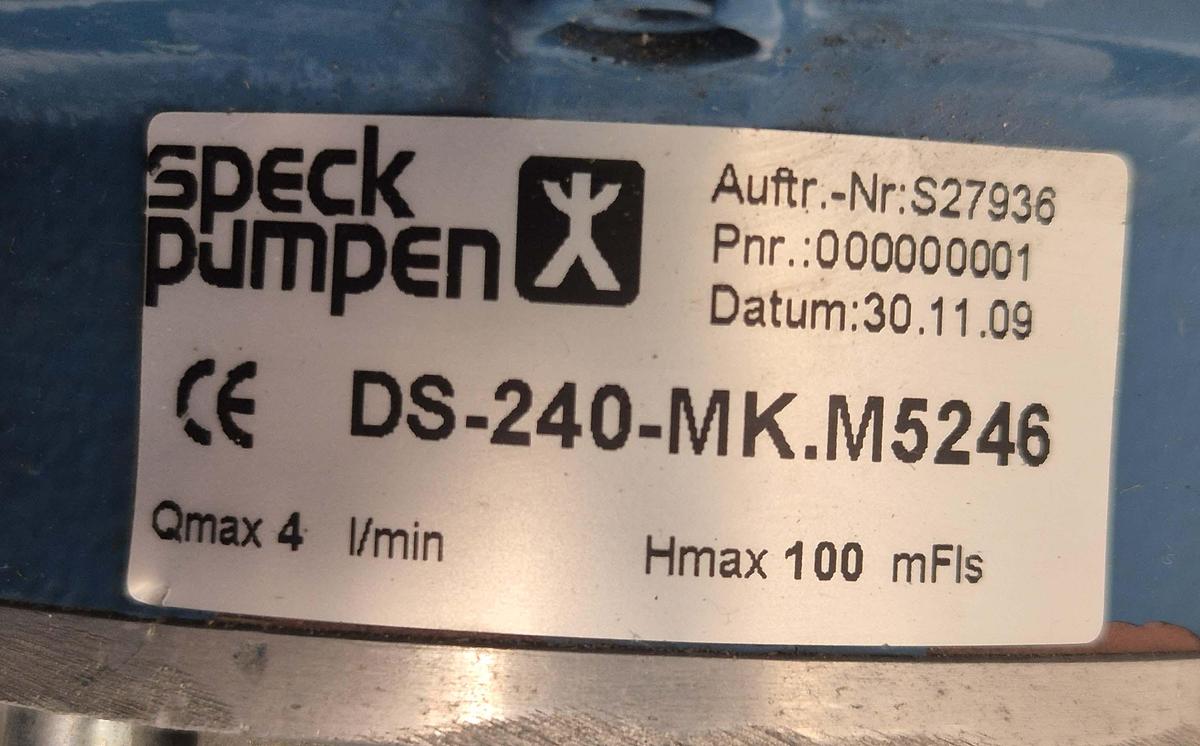 speck
pumpen
Auftr.-Nr:S27936
Pnr.:000000001
Datum:30.11.09
CE DS-240-MK.M5246
Qmax 4 l/min Hmax 100 mFls